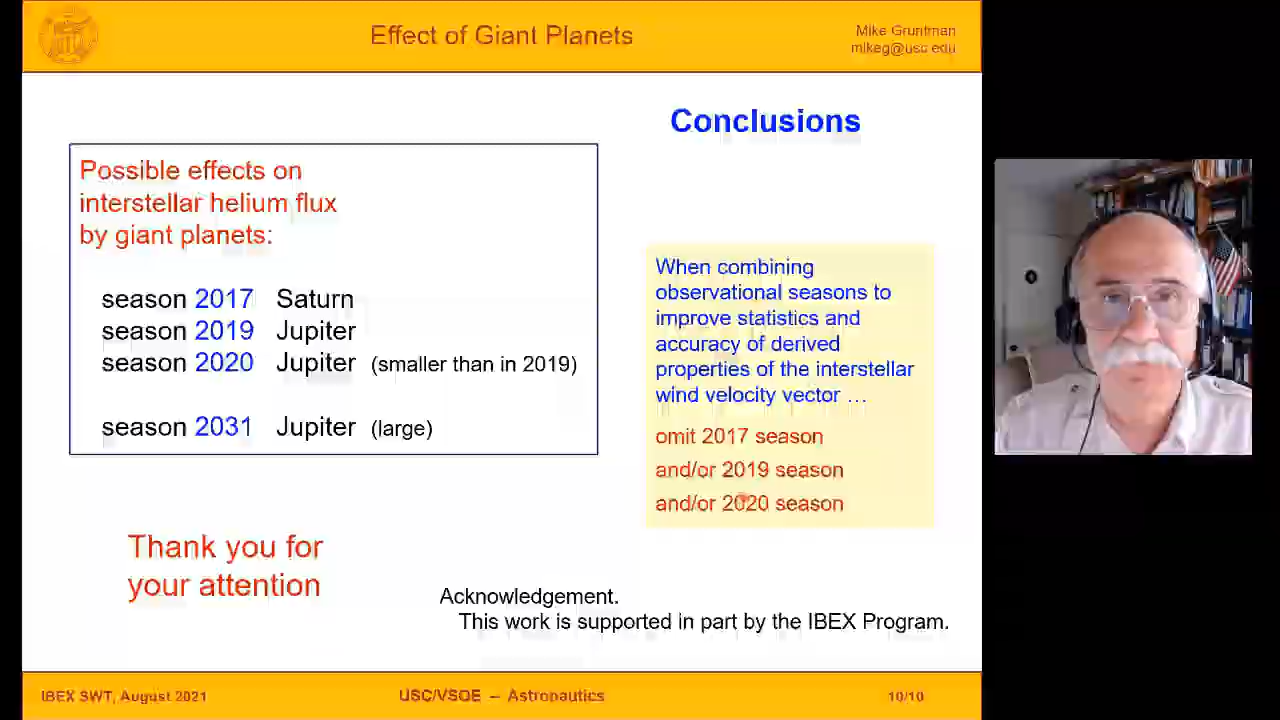 Effect of Giant Planets
Mike Gruntman
mikeg@usc.edu
Conclusions
Possible effects on
interstellar helium flux
by giant planets:
season 2017 Saturn
season 2019 Jupiter
season 2020 Jupiter (smaller than in 2019)
season 2031 Jupiter (large)
When combining
observational seasons to
improve statistics and
accuracy of derived
properties of the interstellar
wind velocity vector …
omit 2017 season
and/or 2019 season
and/or 2020 season
Thank you for
your attention
Acknowledgement.
This work is supported in part by the IBEX Program.
IBEX SWT, August 2021
USC/VSOE – Astronautics
10/10